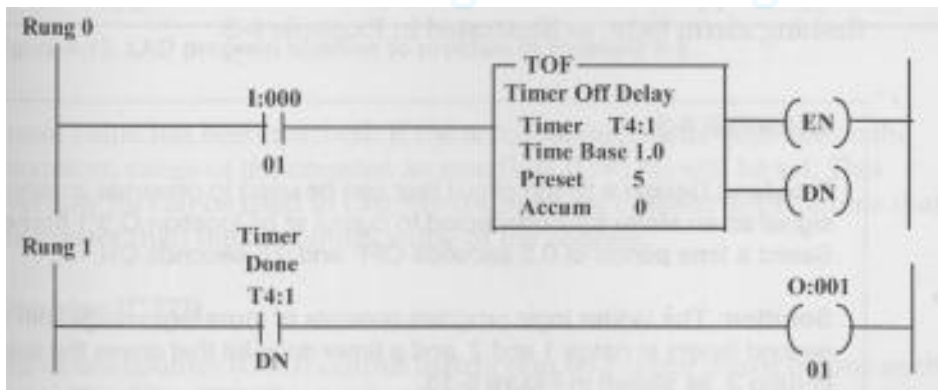 Rung 0
TOF
I:000
Timer Off Delay
EN
Timer T4:1
Time Base 1.0
01
Preset 5
DN
Accum 0
Rung 1
Timer
Done
T4:1
O:001
DN
01